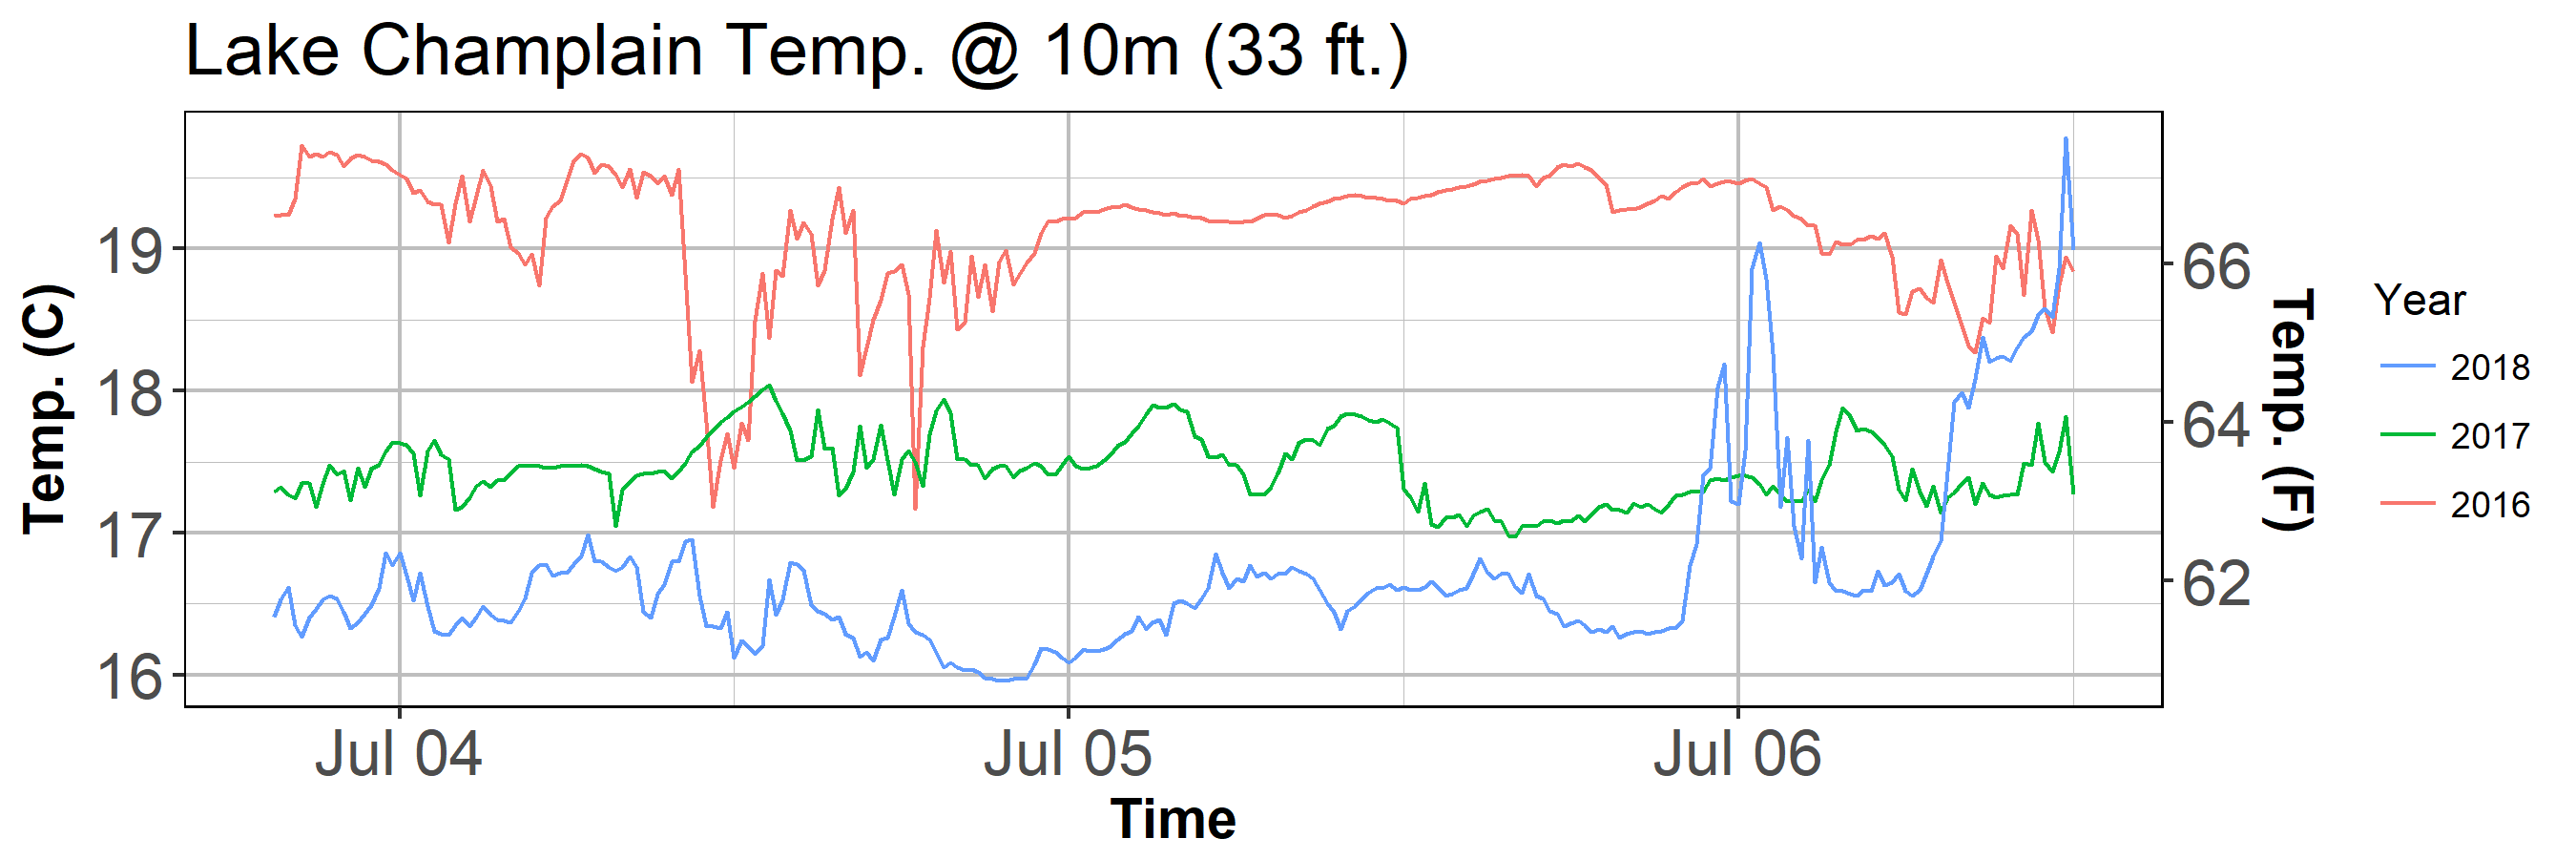 Lake Champlain Temp. @ 10m (33 ft.)
Temp. (C)
19
18
17
16
Jul 04
Jul 05
Jul 06
Time
66
64
62
Temp. (F)
Year
2018
2017
2016